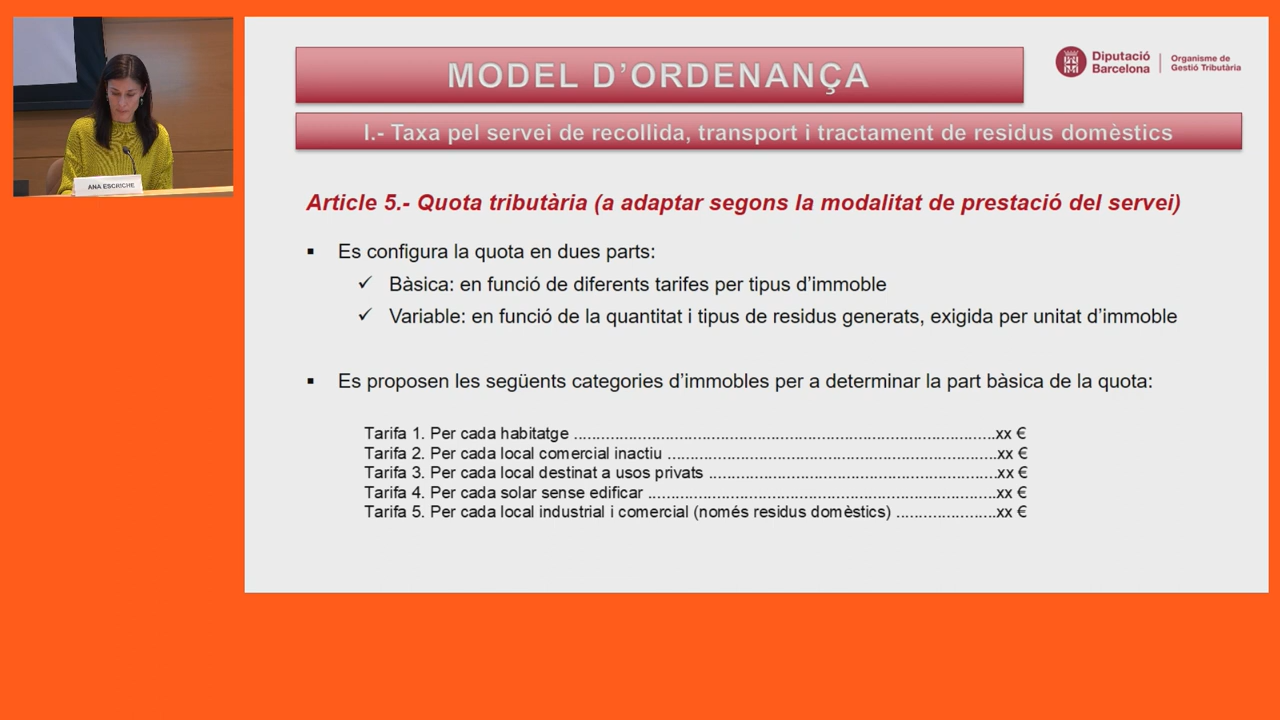 ANA ESCRICHE
MODEL D'ORDENANÇA
Diputació
Barcelona
Organisme de
Gestió Tributària
I.- Taxa pel servei de recollida, transport i tractament de residus domèstics
Article 5.- Quota tributària (a adaptar segons la modalitat de prestació del servei)
▪ Es configura la quota en dues parts:
✓ Bàsica: en funció de diferents tarifes per tipus d'immoble
✓ Variable: en funció de la quantitat i tipus de residus generats, exigida per unitat d'immoble
▪ Es proposen les següents categories d'immobles per a determinar la part bàsica de la quota:
Tarifa 1. Per cada habitatge ............................................................................................xx €
Tarifa 2. Per cada local comercial inactiu ........................................................................xx €
Tarifa 3. Per cada local destinat a usos privats ...............................................................xx €
Tarifa 4. Per cada solar sense edificar ............................................................................xx €
Tarifa 5. Per cada local industrial i comercial (només residus domèstics) ......................xx €